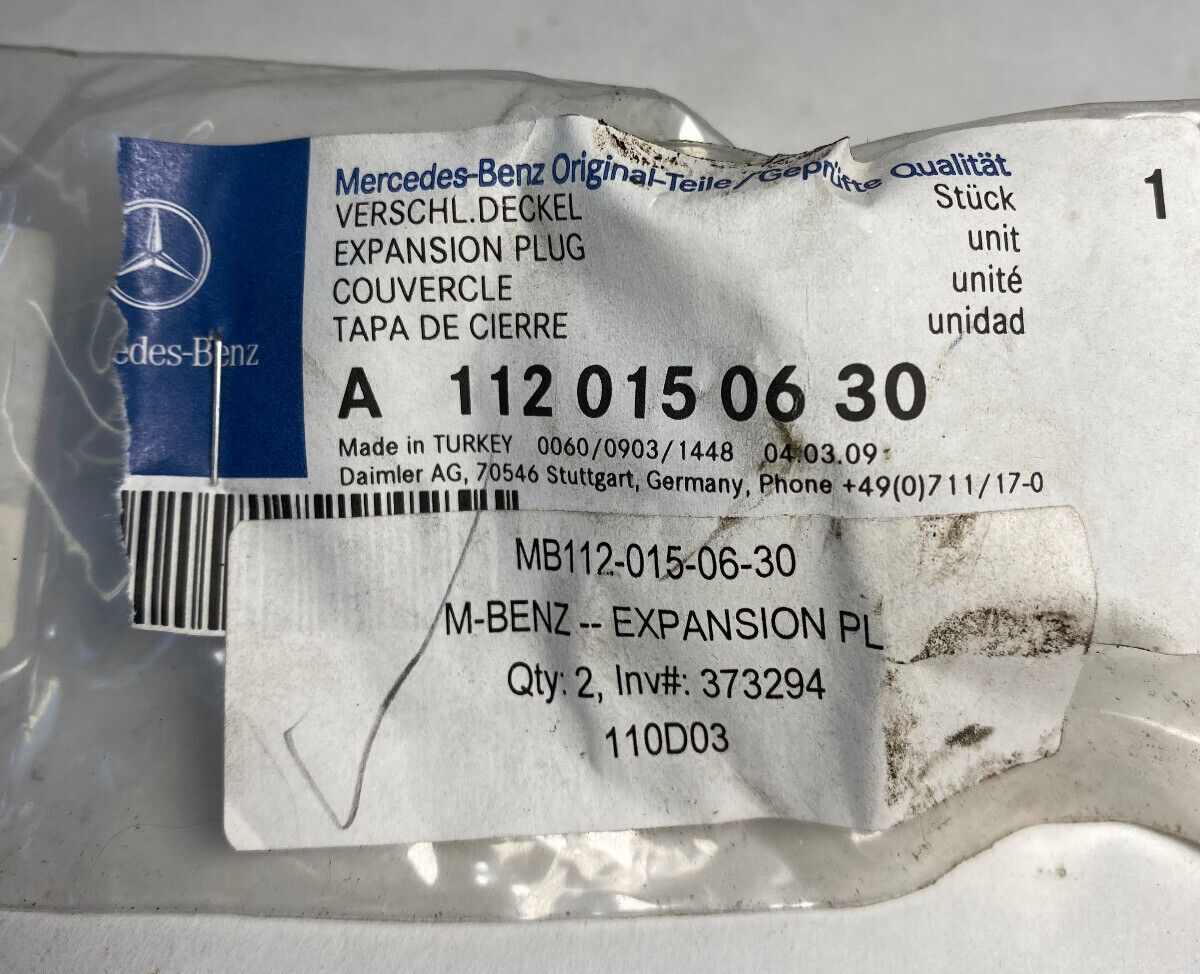 Mercedes-Benz Original-Teile / Geprüfte Qualität
VERSCHL.DECKEL Stück 1
EXPANSION PLUG unit
COUVERCLE unité
TAPA DE CIERRE unidad
edes-Benz
A 112 015 06 30
Made in TURKEY 0060/0903/1448 04.03.09
Daimler AG, 70546 Stuttgart, Germany, Phone +49(0)711/17-0
MB112-015-06-30
M-BENZ -- EXPANSION PL
Qty: 2, Inv#: 373294
110D03